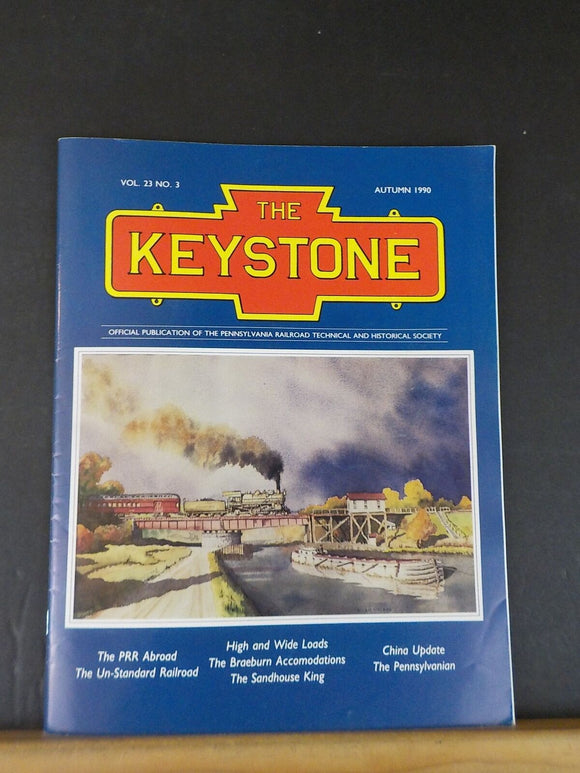 VOL. 23 NO. 3
AUTUMN 1990
THE
KEYSTONE
OFFICIAL PUBLICATION OF THE PENNSYLVANIA RAILROAD TECHNICAL AND HISTORICAL SOCIETY
The PRR Abroad
The Un-Standard Railroad
High and Wide Loads
The Braeburn Accomodations
The Sandhouse King
China Update
The Pennsylvanian